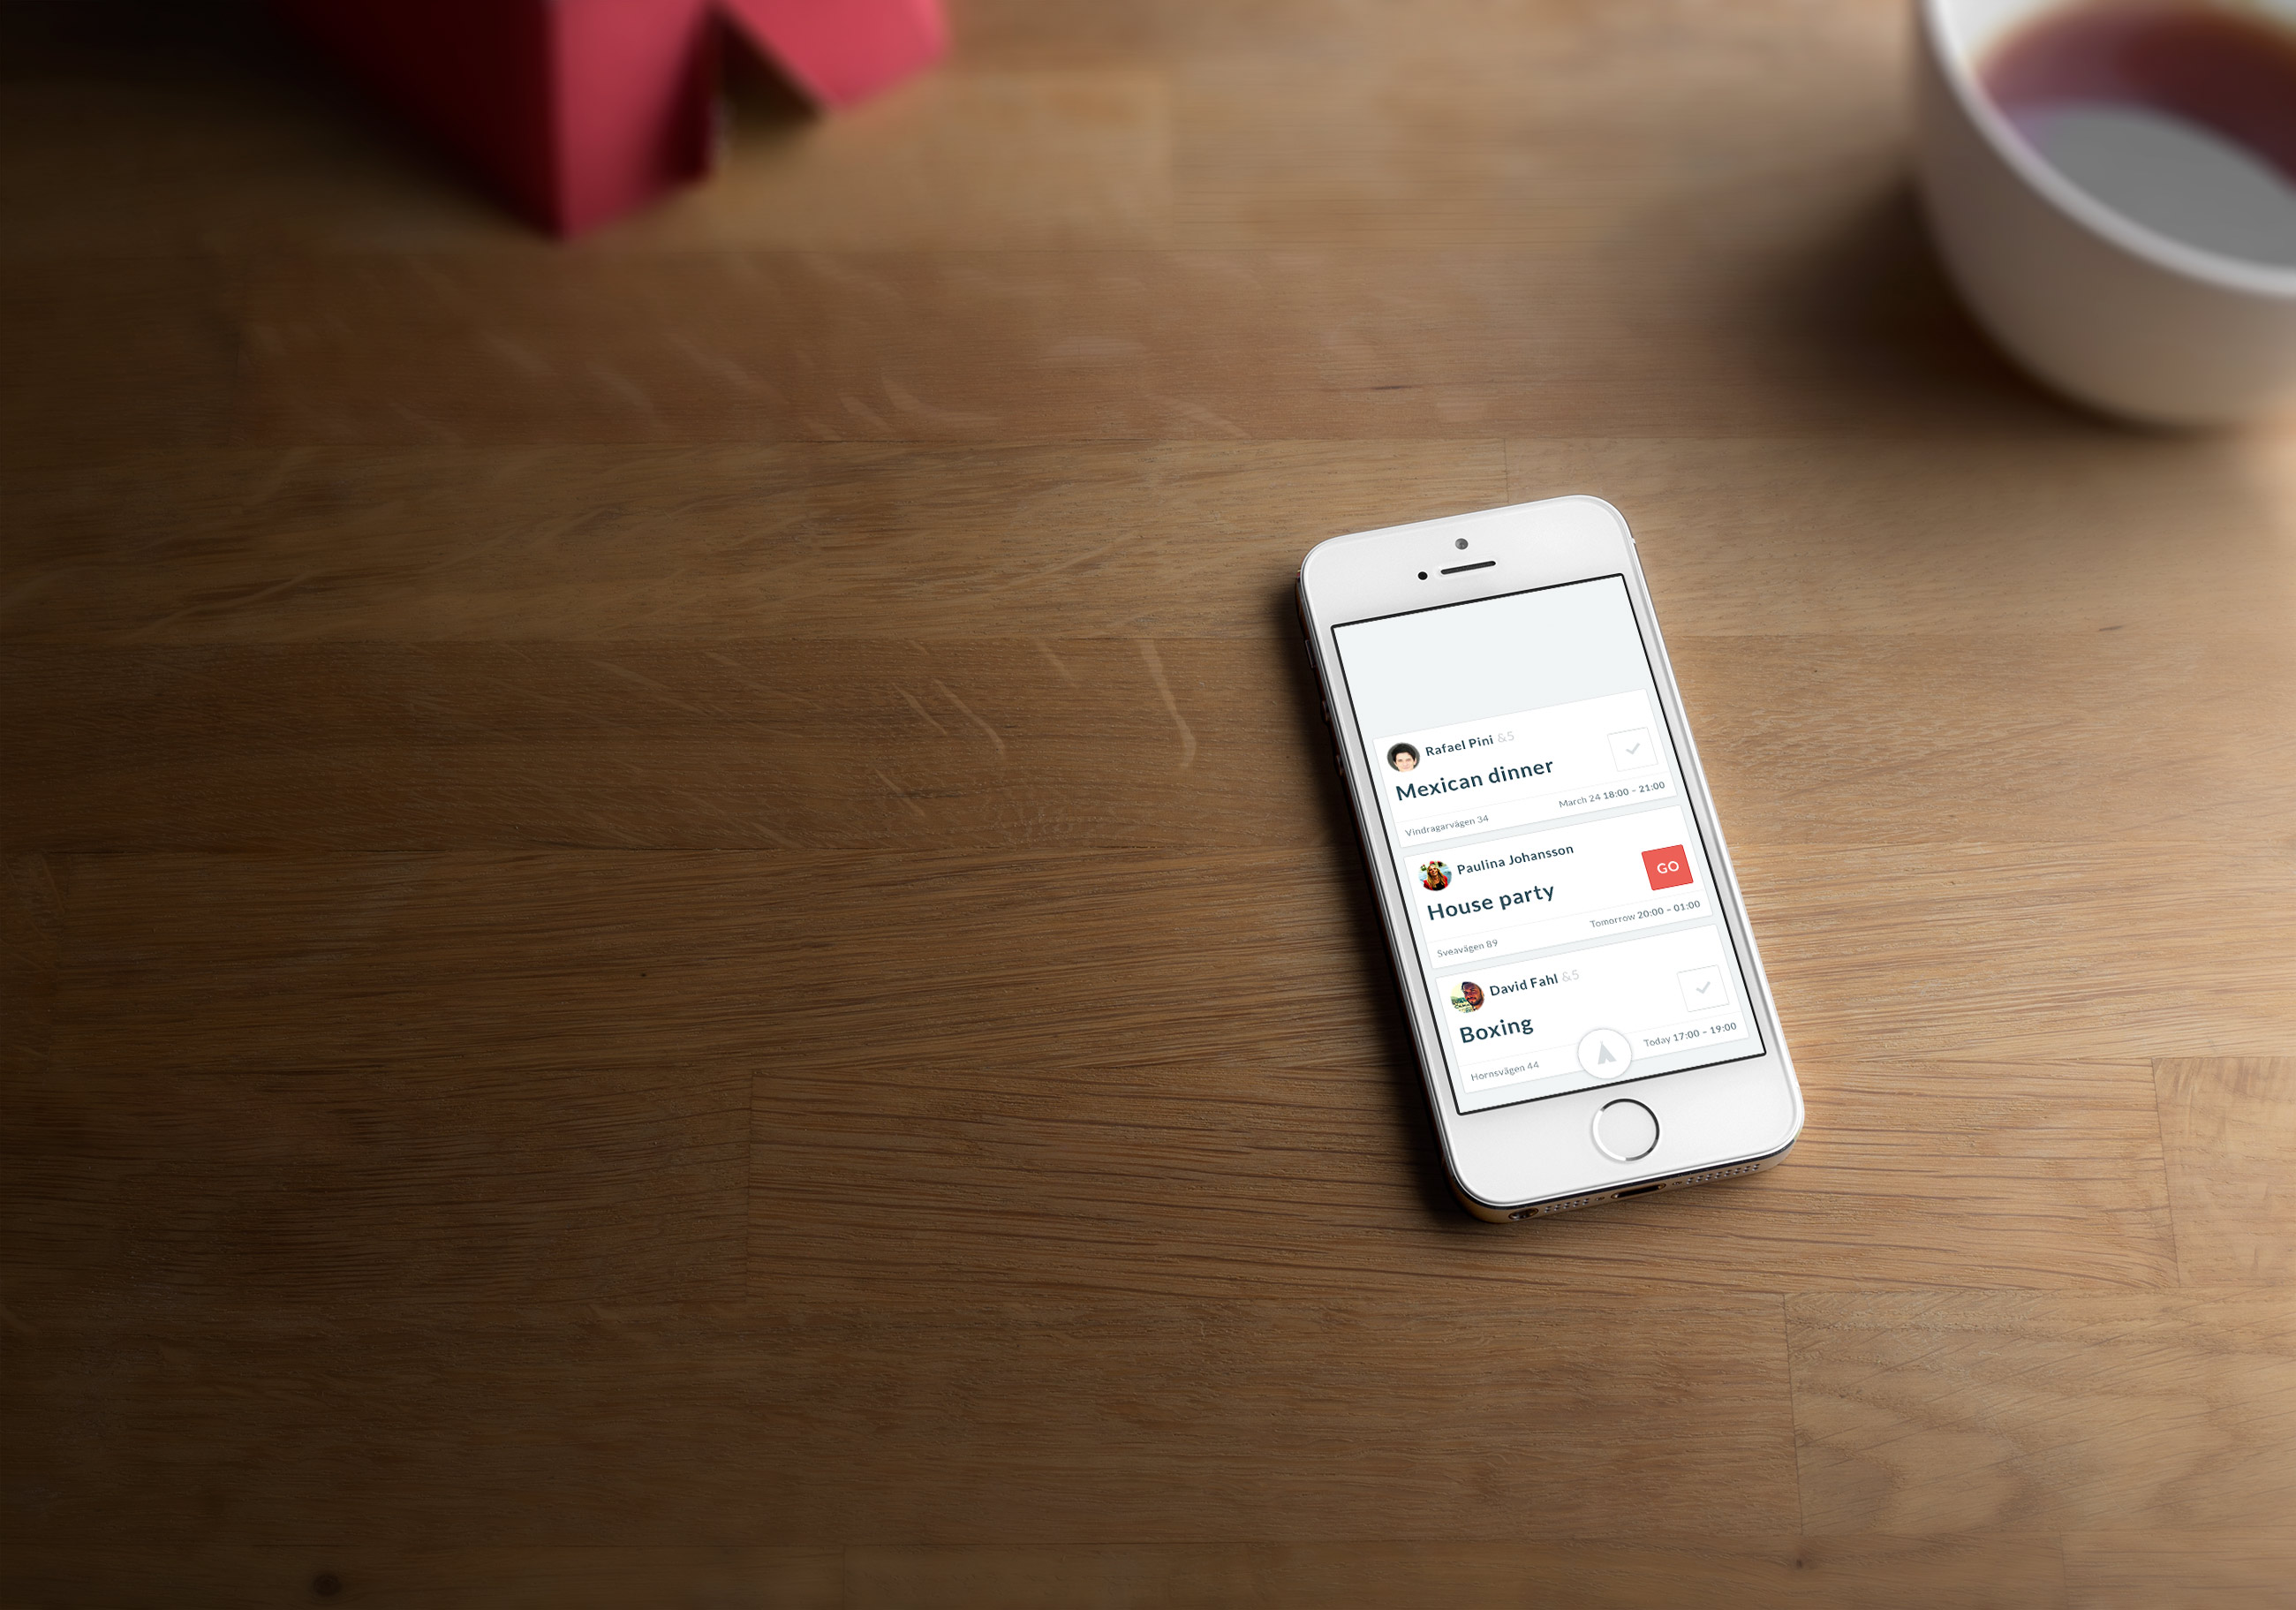 Rafael Pini &5
Mexican dinner
Vindragarvägen 34
March 24 18:00 – 21:00
Paulina Johansson
GO
House party
Sveavägen 89
Tomorrow 20:00 – 01:00
David Fahl &5
Boxing
Hornsvägen 44
Today 17:00 – 19:00